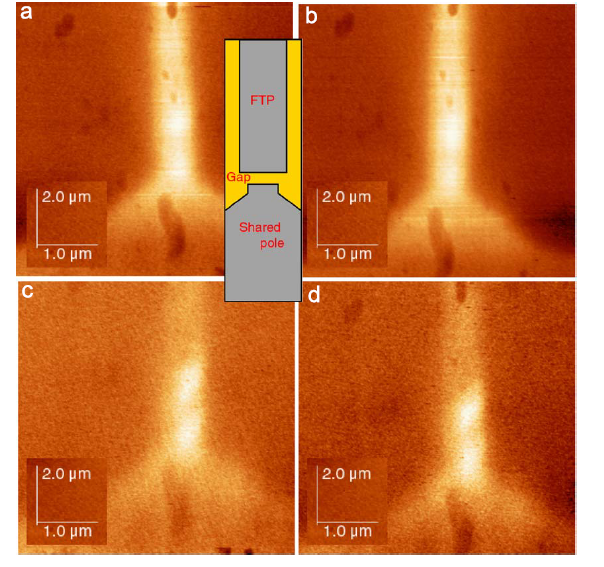 a
b
FTP
Gap
Shared
pole
2.0 µm
1.0 µm
2.0 µm
1.0 µm
c
d
2.0 µm
1.0 µm
2.0 µm
1.0 µm